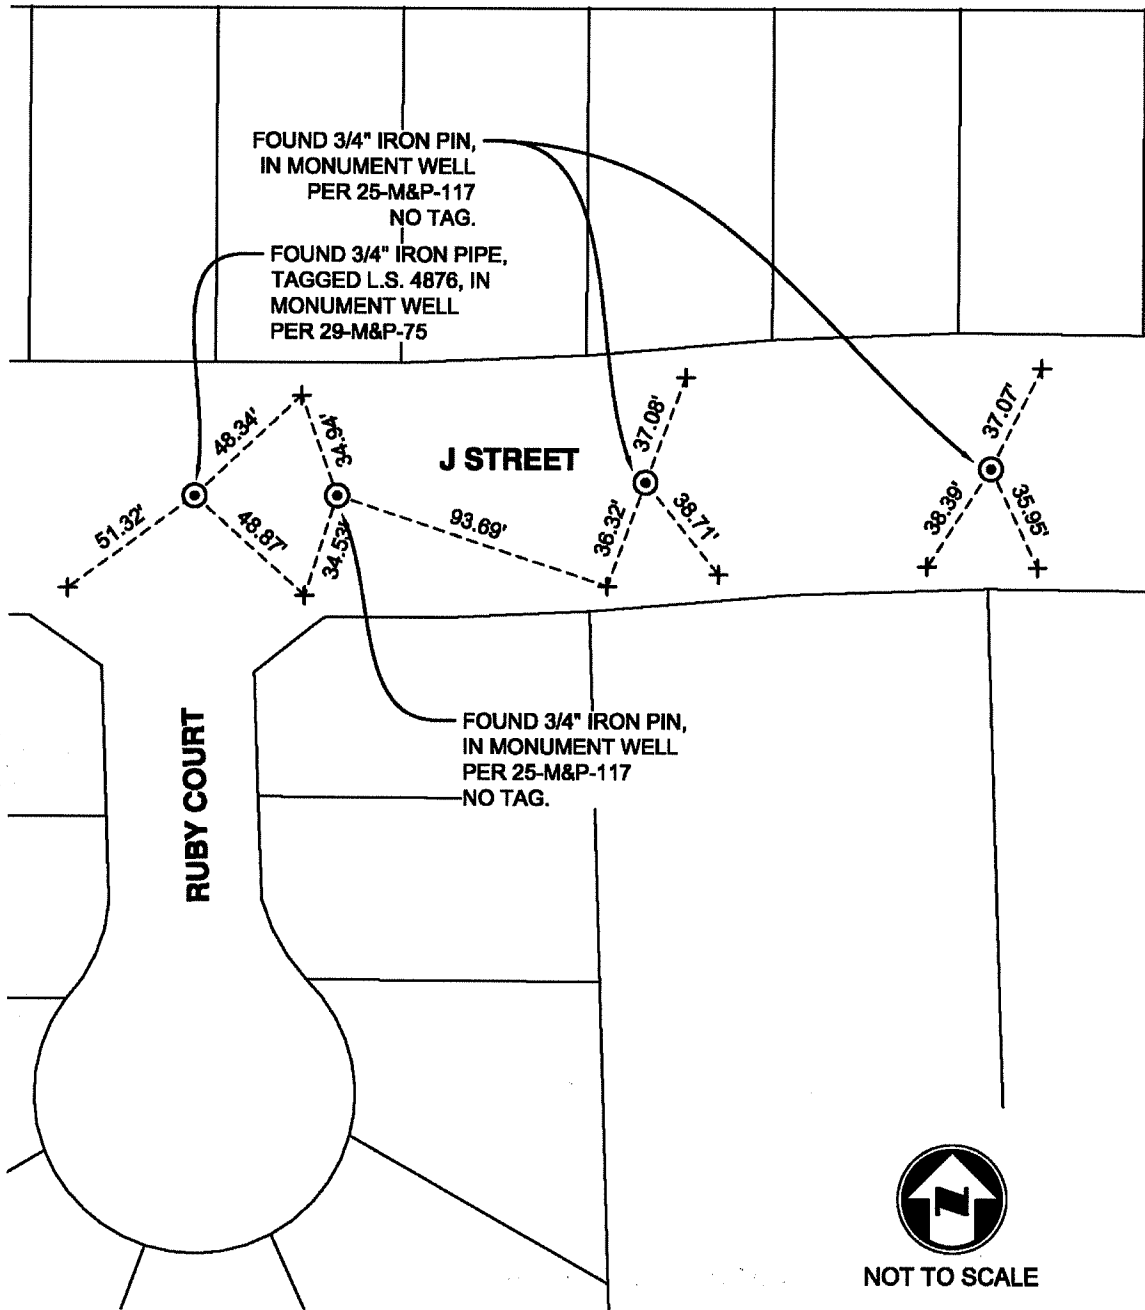 FOUND 3/4" IRON PIN,
IN MONUMENT WELL
PER 25-M&P-117
NO TAG.
FOUND 3/4" IRON PIPE,
TAGGED L.S. 4876, IN
MONUMENT WELL
PER 29-M&P-75
48.34'
34.94'
J STREET
37.08'
37.07'
51.32'
48.87'
34.53'
93.69'
36.32'
38.71'
38.39'
35.95'
RUBY COURT
FOUND 3/4" IRON PIN,
IN MONUMENT WELL
PER 25-M&P-117
NO TAG.
N
NOT TO SCALE